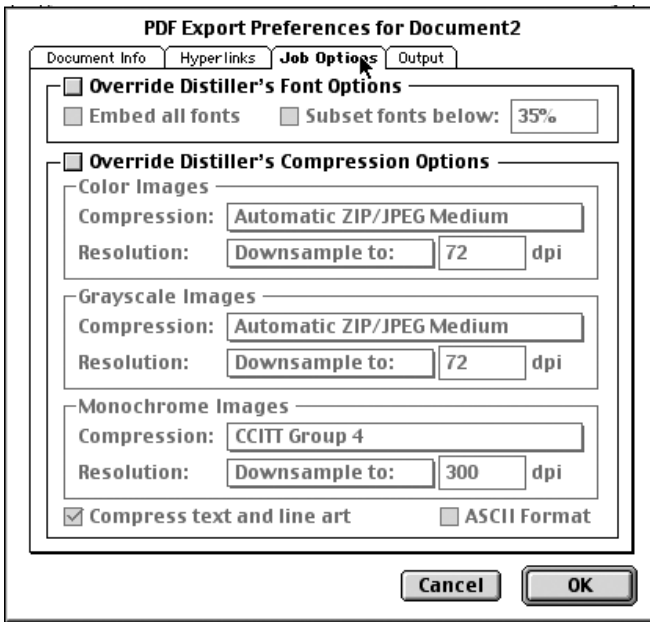 PDF Export Preferences for Document2
Document Info Hyperlinks Job Options Output
Override Distiller's Font Options
Embed all fonts Subset fonts below: 35%
Override Distiller's Compression Options
Color Images
Compression: Automatic ZIP/JPEG Medium
Resolution: Downsample to: 72 dpi
Grayscale Images
Compression: Automatic ZIP/JPEG Medium
Resolution: Downsample to: 72 dpi
Monochrome Images
Compression: CCITT Group 4
Resolution: Downsample to: 300 dpi
Compress text and line art ASCII Format
Cancel OK